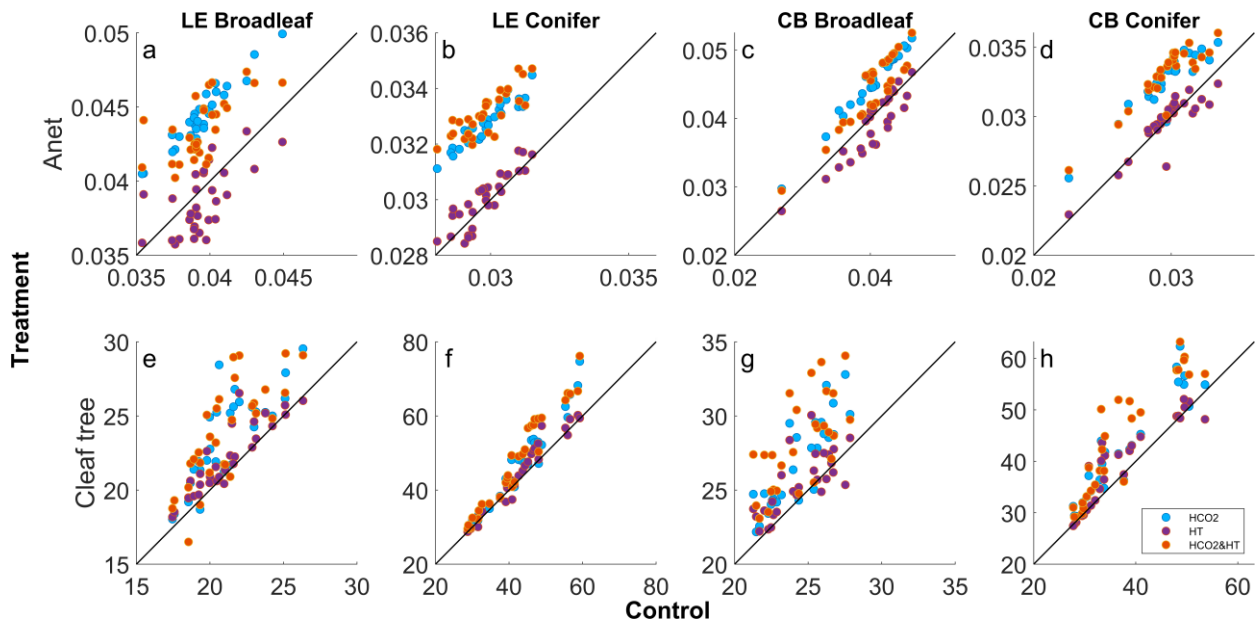 LE Broadleaf LE Conifer CB Broadleaf CB Conifer
a b c d
Anet
0.05 0.045 0.04 0.035
0.036 0.034 0.032 0.03 0.028
0.05 0.04 0.03 0.02
0.035 0.03 0.025 0.02
0.035 0.04 0.045
0.03 0.035
0.02 0.04
0.02 0.03
Treatment
e f g h
Cleaf tree
30 25 20 15
80 60 40 20
35 30 25 20
60 50 40 30 20
15 20 25 30
20 40 60 80
20 25 30 35
20 40 60
HCO2
HT
HCO2&HT
Control